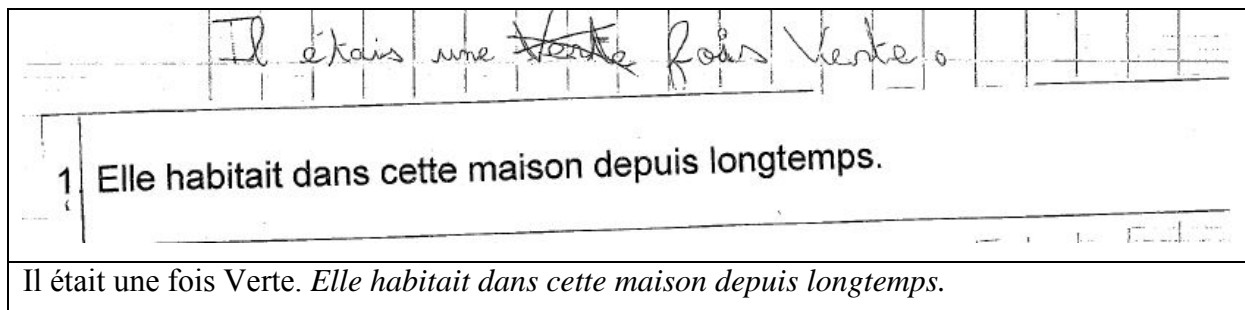 Il étais une Verte fois Verte.
1 Elle habitait dans cette maison depuis longtemps.
Il était une fois Verte. Elle habitait dans cette maison depuis longtemps.